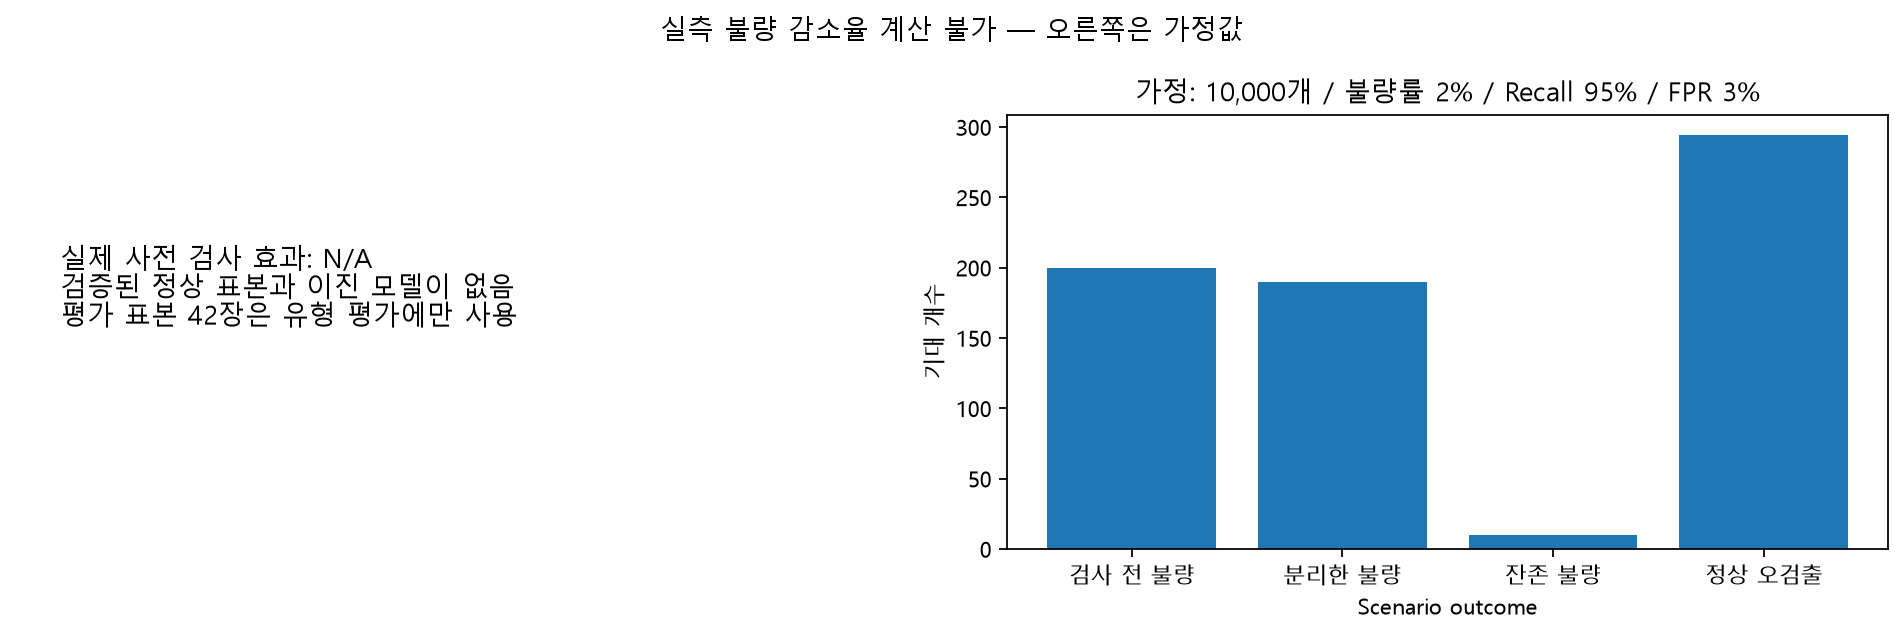 실측 불량 감소율 계산 불가 — 오른쪽은 가정값
실제 사전 검사 효과: N/A
검증된 정상 표본과 이진 모델이 없음
평가 표본 42장은 유형 평가에만 사용
가정: 10,000개 / 불량률 2% / Recall 95% / FPR 3%
기대 개수
300
250
200
150
100
50
0
검사 전 불량
분리한 불량
잔존 불량
정상 오검출
Scenario outcome